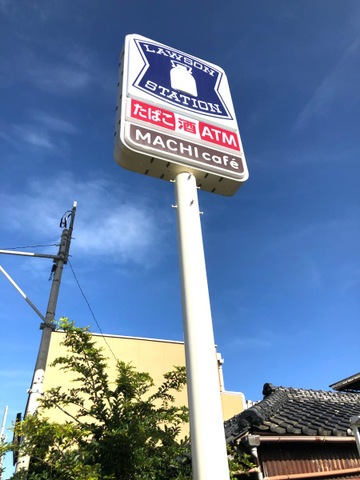 LAWSON
STATION
たばこ 酒 ATM
MACHI café